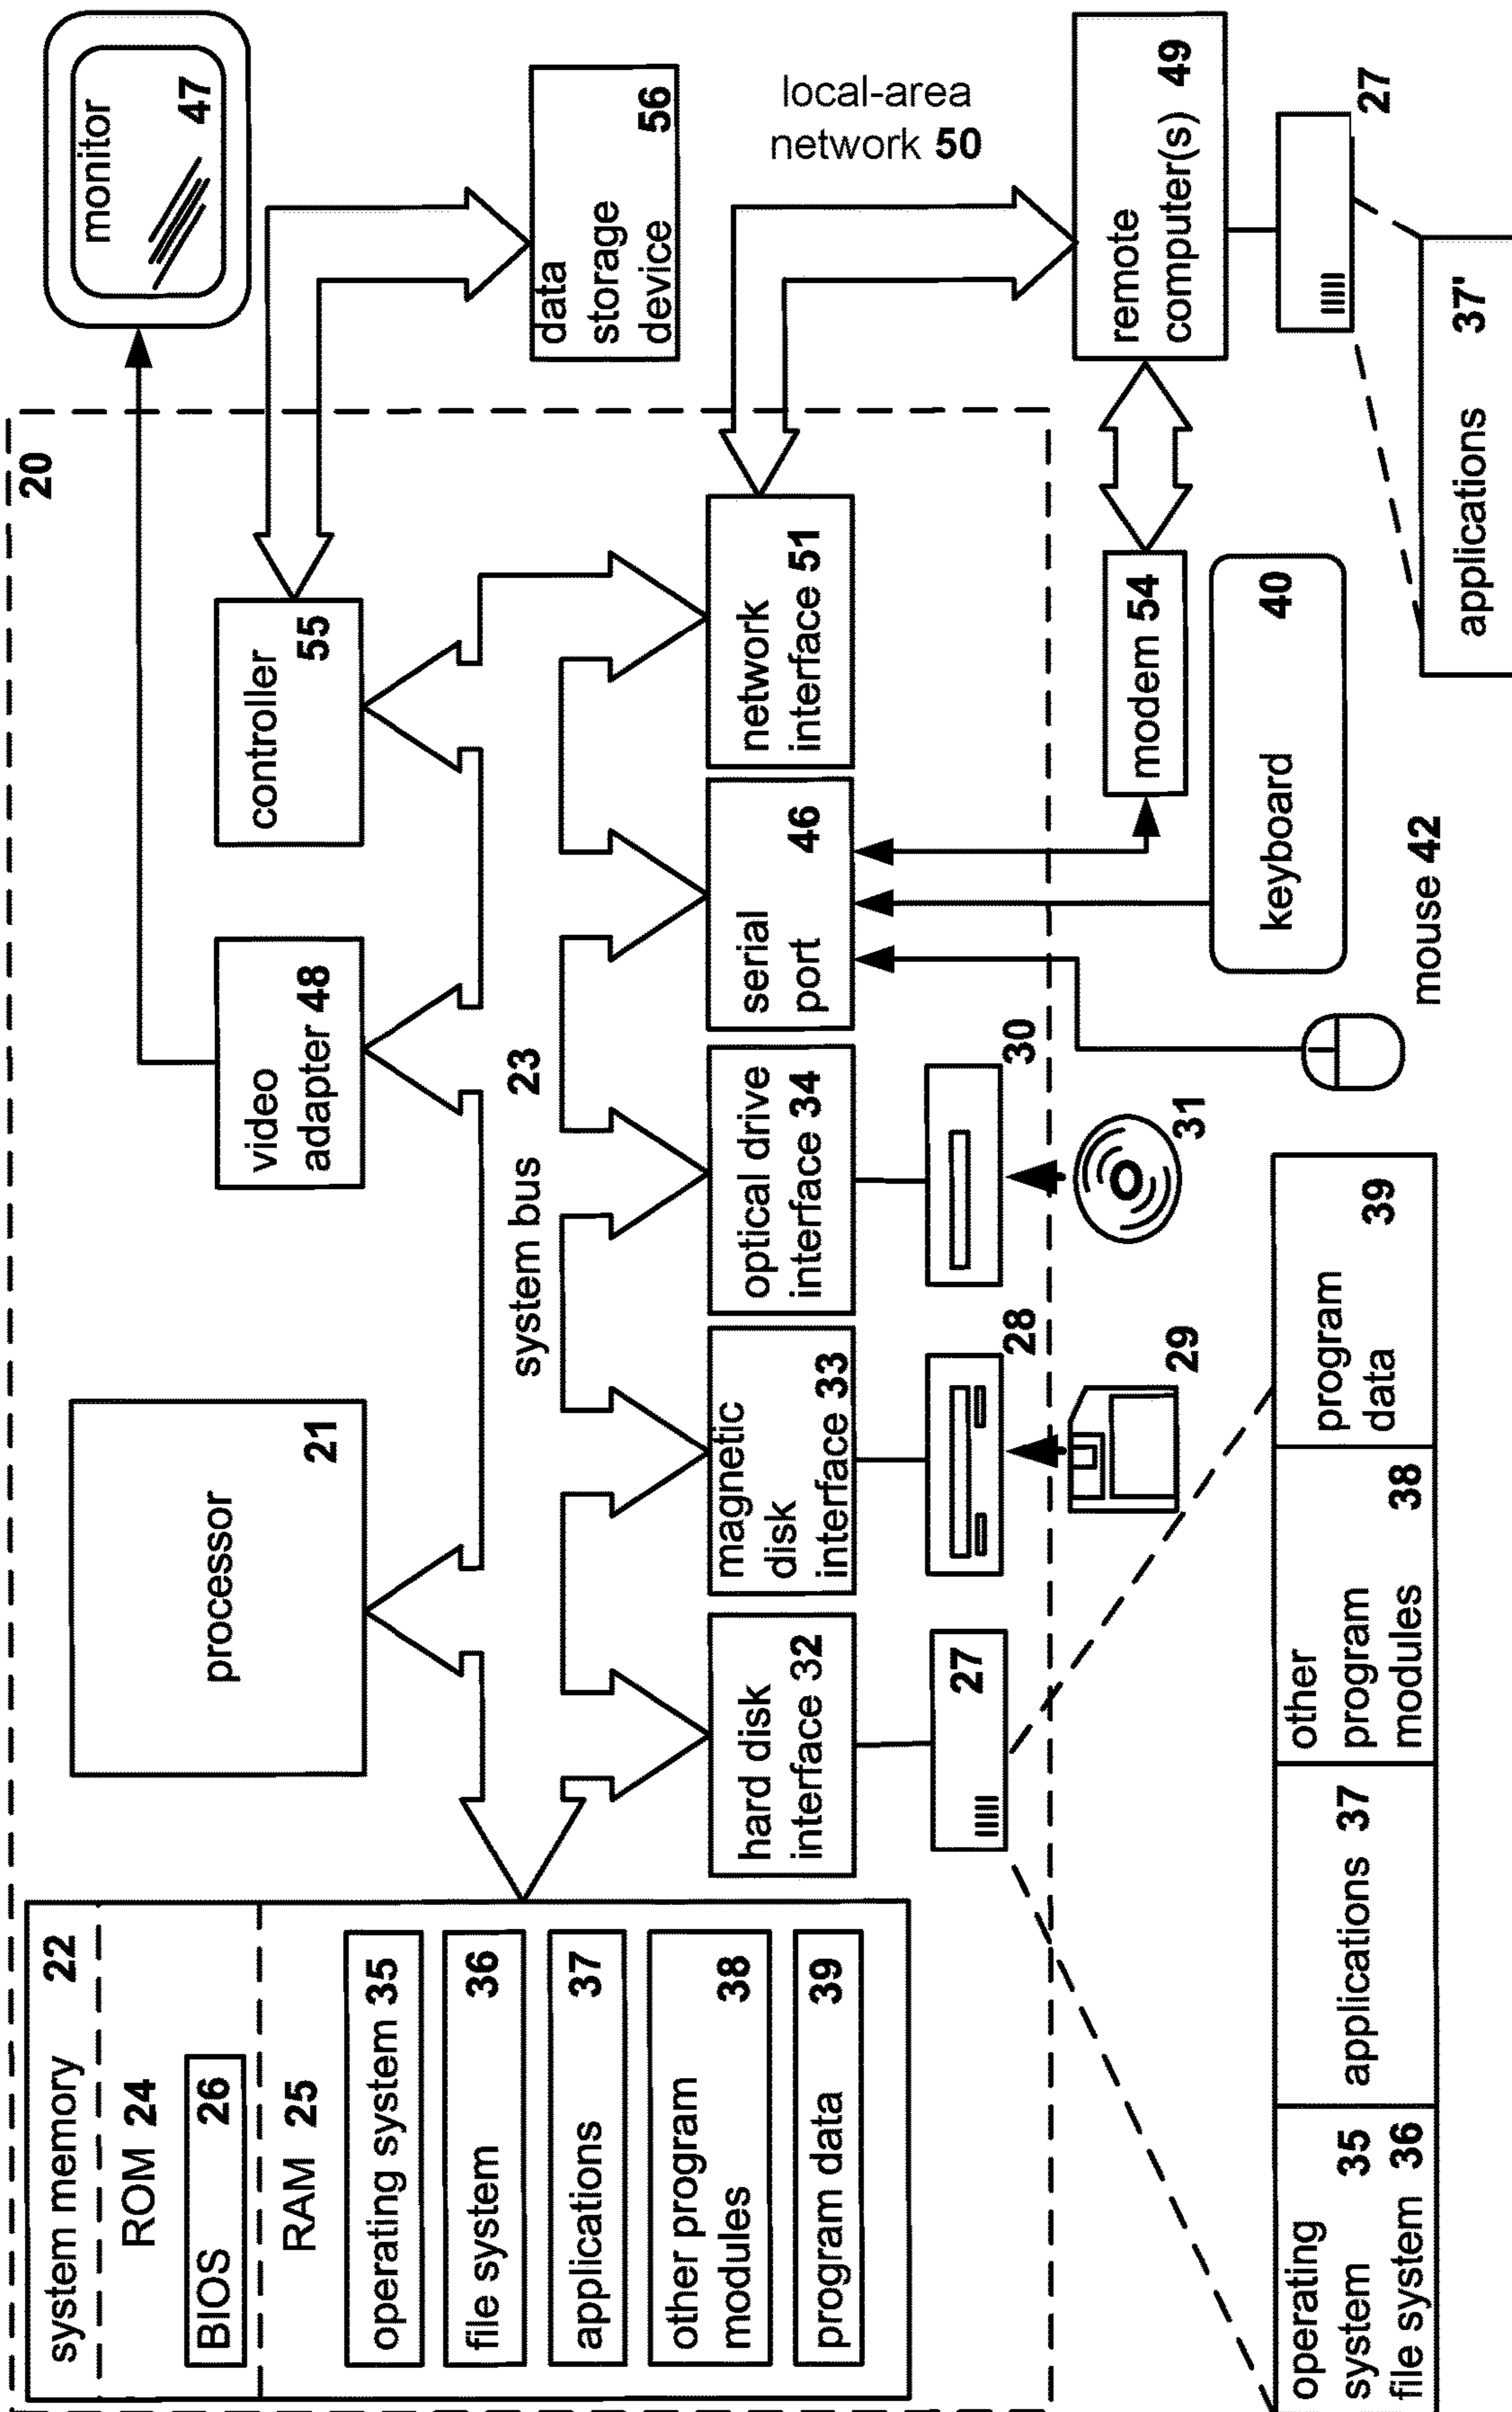 system memory 22
ROM 24
BIOS 26
RAM 25
operating system 35
file system 36
applications 37
other program
modules 38
program data 39
processor
21
video
adapter 48
controller
55
20
monitor
47
system bus 23
data
storage
device 56
local-area
network 50
hard disk
interface 32
magnetic
disk
interface 33
optical drive
interface 34
serial
port 46
network
interface 51
27
28
30
29
31
modem 54
remote
computer(s) 49
27
keyboard 40
mouse 42
applications 37'
operating
system 35
file system 36
applications 37
other
program
modules 38
program
data 39